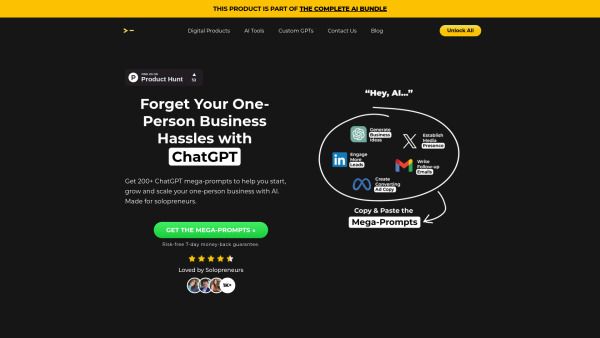 THIS PRODUCT IS PART OF THE COMPLETE AI BUNDLE
Digital Products
AI Tools
Custom GPTs
Contact Us
Blog
Unlock All
Product Hunt
Forget Your One-
Person Business
Hassles with
ChatGPT
Get 200+ ChatGPT mega-prompts to help you start,
grow and scale your one-person business with AI.
Made for solopreneurs.
GET THE MEGA-PROMPTS »
Risk-free 7-day money-back guarantee
Loved by Solopreneurs
1K+
“Hey, AI...”
Generate
Business
Ideas
Establish
Media
Presence
Engage
More
Leads
Write
Follow-up
Emails
Create
Converting
Ad Copy
Copy & Paste the
Mega-Prompts